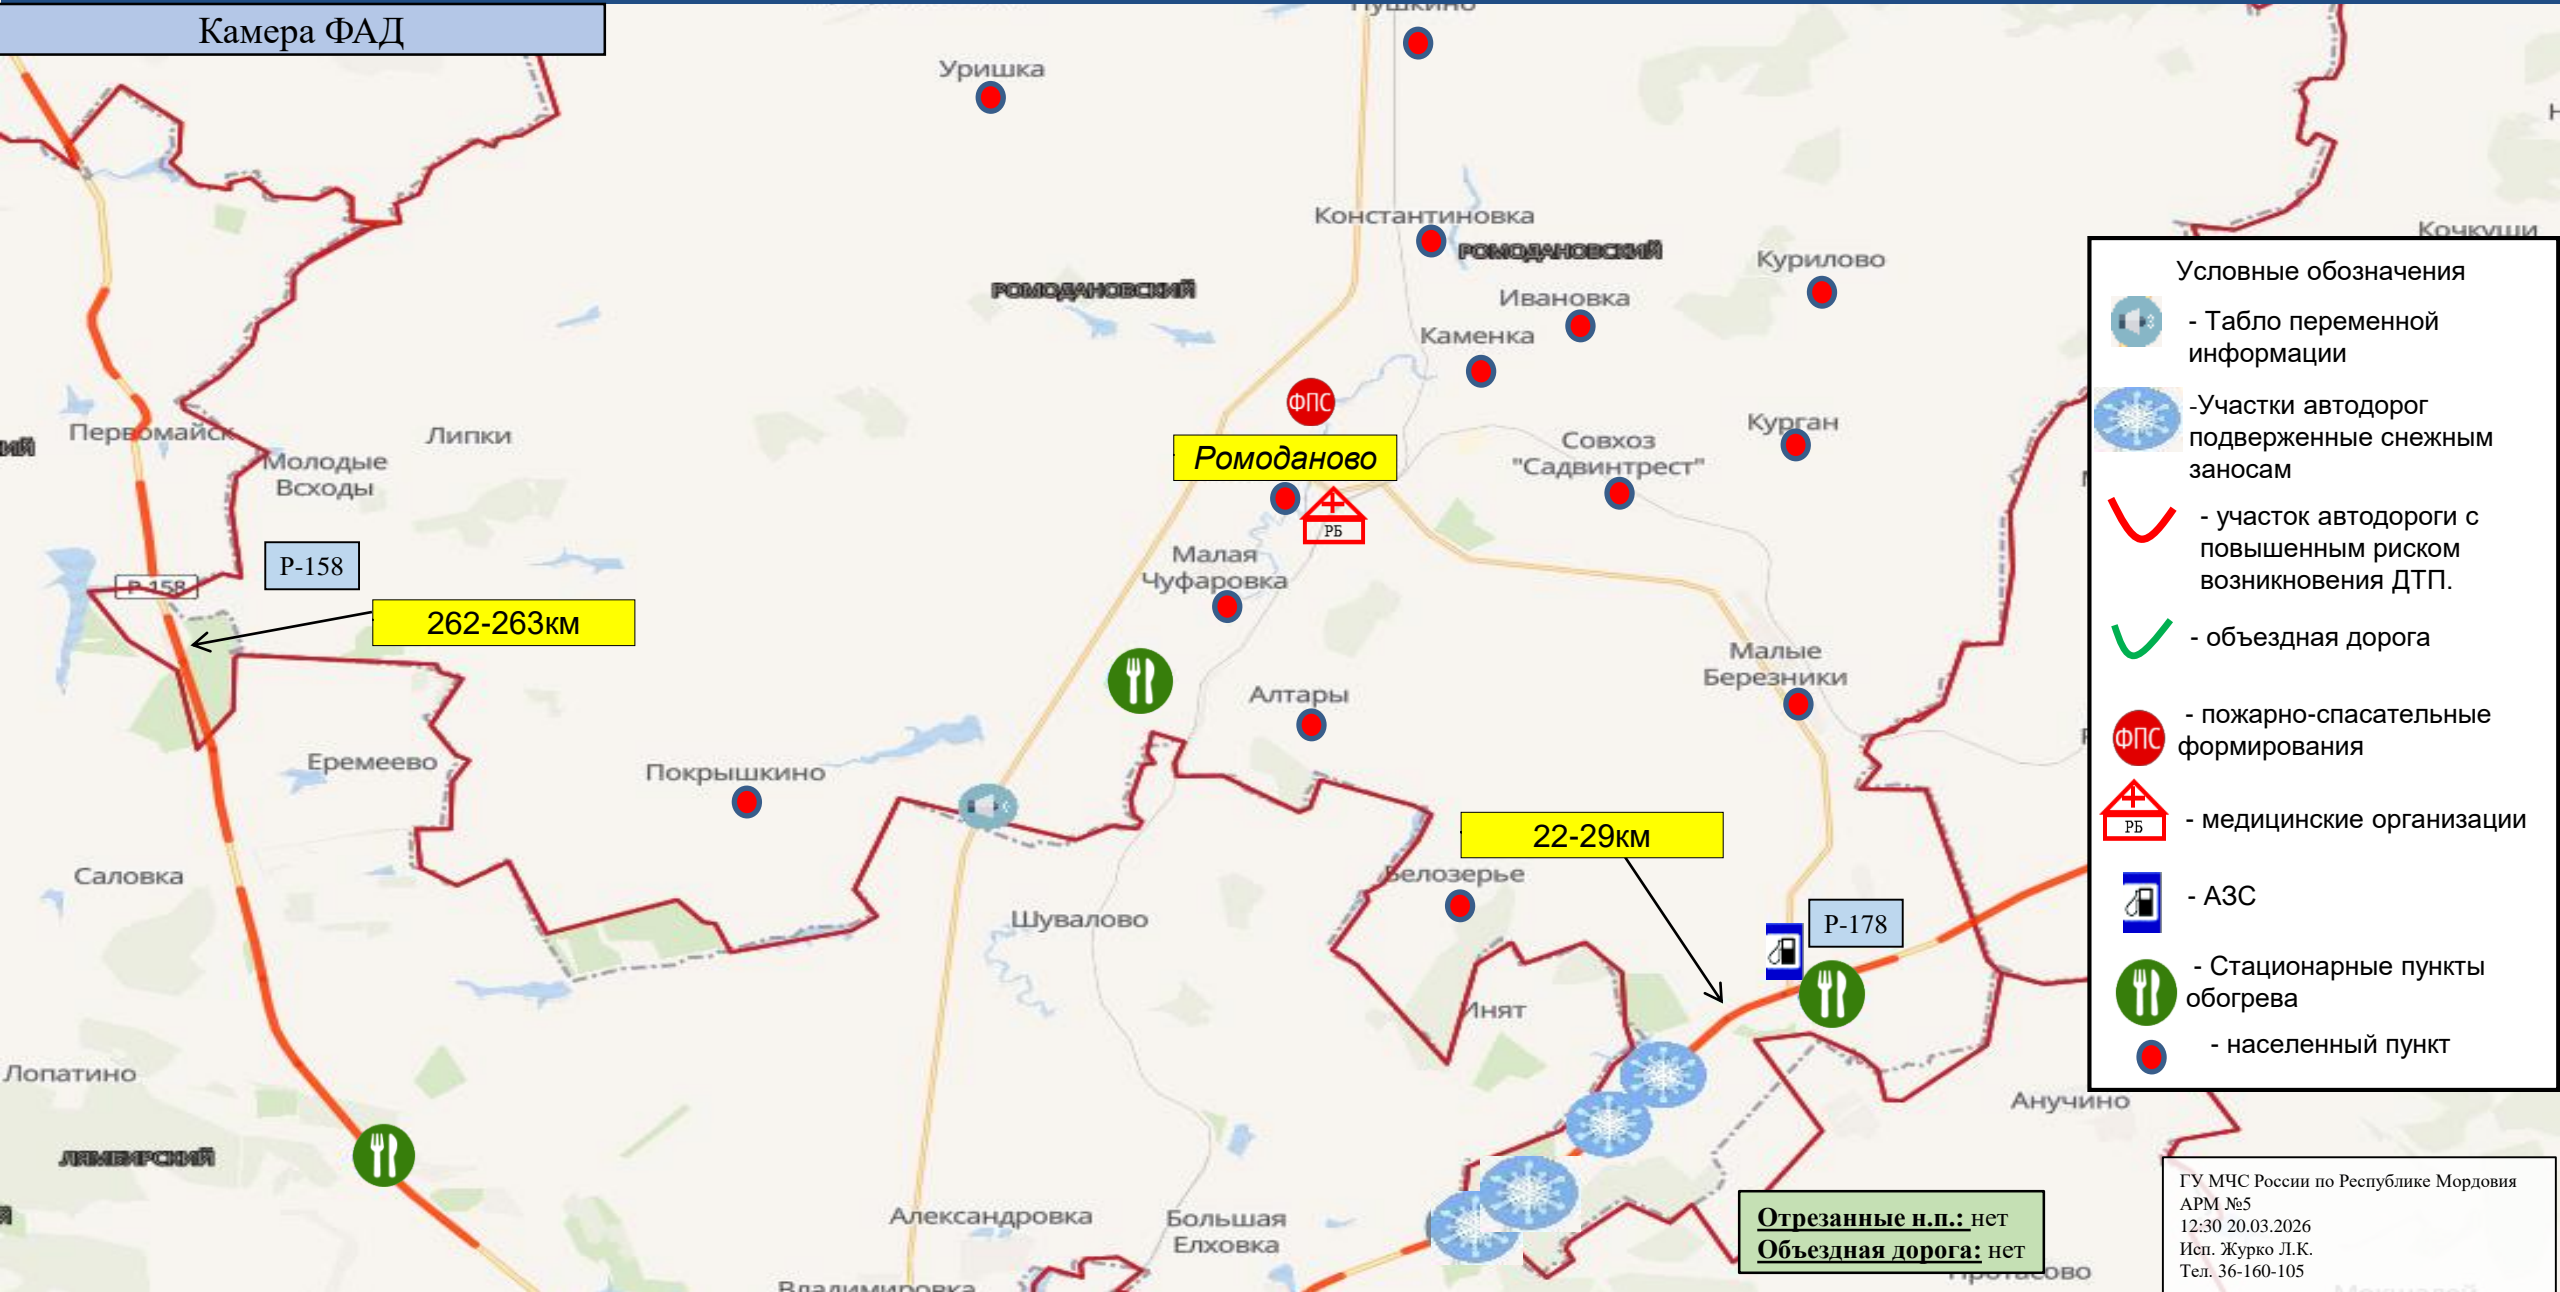 Камера ФАД
Пушкино
Уришка
Константиновка
РОМОДАНОВСКИЙ
Кочкуши
Курилово
РОМОДАНОВСКИЙ
Ивановка
Каменка
ФПС
Первомайск
Липки
Молодые
Всходы
Ромоданово
РБ
Совхоз
"Садвинтрест"
Курган
Р-158
Р-158
262-263км
Малая
Чуфаровка
Алтары
Малые
Березники
Еремеево
Покрышкино
22-29км
Белозерье
Саловка
Шувалово
Р-178
Инят
Лопатино
Анучино
ЛЯМБИРСКИЙ
Александровка
Большая
Елховка
Владимировка
Протасово
Условные обозначения
- Табло переменной
информации
-Участки автодорог
подверженные снежным
заносам
- участок автодороги с
повышенным риском
возникновения ДТП.
- объездная дорога
ФПС
- пожарно-спасательные
формирования
РБ
- медицинские организации
- АЗС
- Стационарные пункты
обогрева
- населенный пункт
Отрезанные н.п.: нет
Объездная дорога: нет
ГУ МЧС России по Республике Мордовия
АРМ №5
12:30 20.03.2026
Исп. Журко Л.К.
Тел. 36-160-105